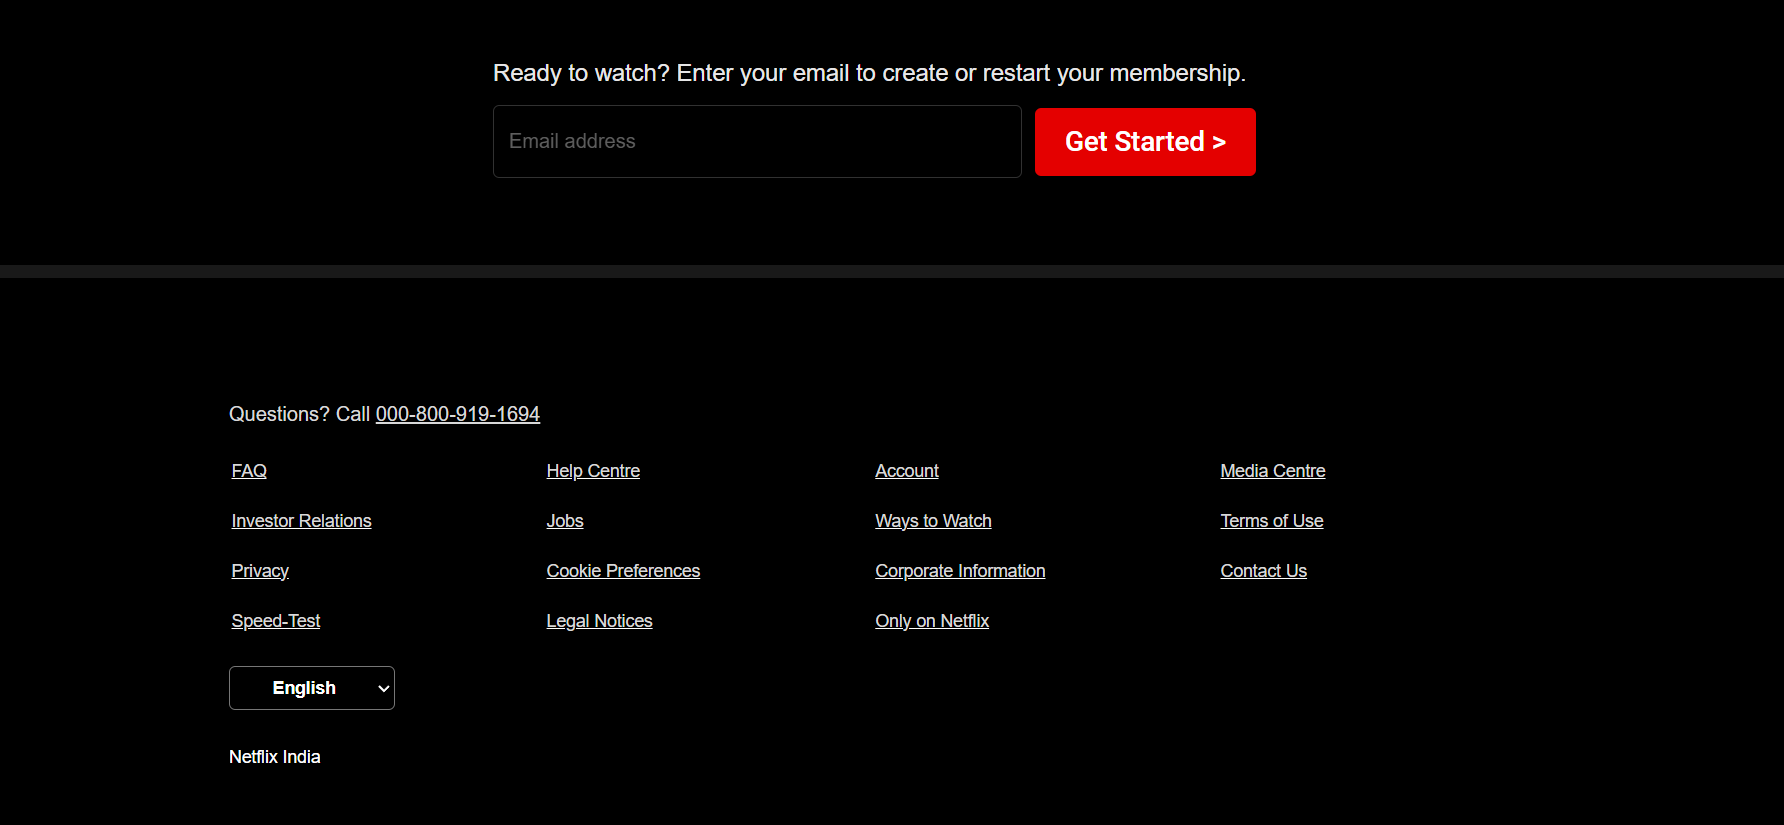 Ready to watch? Enter your email to create or restart your membership.
Email address
Get Started >
Questions? Call 000-800-919-1694
FAQ Help Centre Account Media Centre
Investor Relations Jobs Ways to Watch Terms of Use
Privacy Cookie Preferences Corporate Information Contact Us
Speed-Test Legal Notices Only on Netflix
English
Netflix India